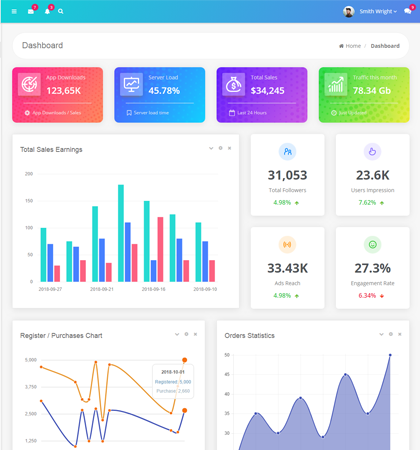 Smith Wright
Dashboard
Home / Dashboard
App Downloads
123,65K
App Downloads / Sales
Server Load
45.78%
Server load time
Total Sales
$34,245
Last 24 Hours
Traffic this month
78.34 Gb
Total Sales Earnings
200
150
100
50
0
2018-09-27
2018-09-21
2018-09-16
2018-09-10
31,053
Total Followers
4.98%
23.6K
Users Impression
7.62%
33.43K
Ads Reach
4.98%
27.3%
Engagement Rate
6.34%
Register / Purchases Chart
5,000
3,750
2,500
1,250
2015-10-01
Registered: 5,000
Purchase: 2,660
Orders Statistics
50
45
40
35
30